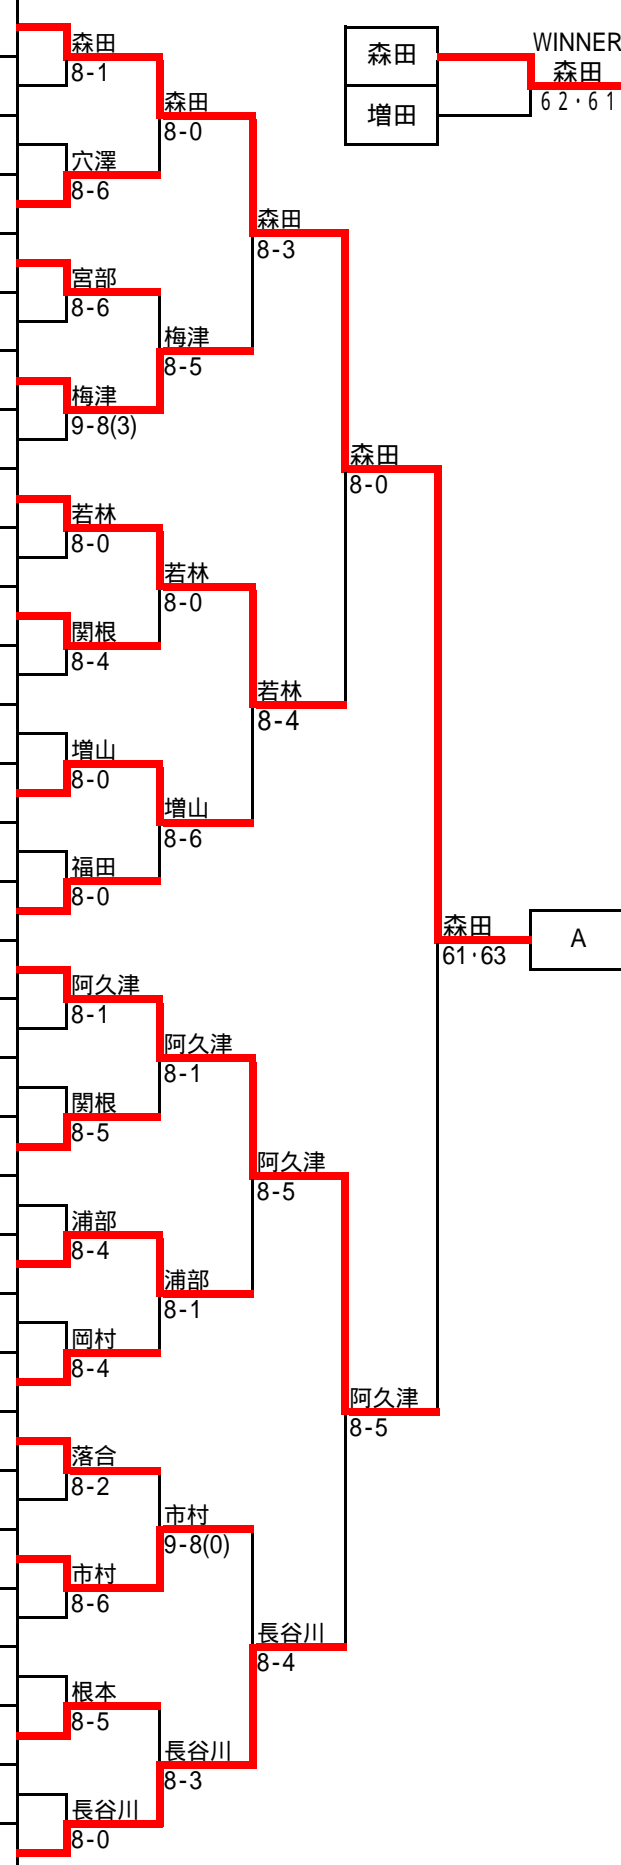 森田
8-1
穴澤
8-6
宮部
8-6
梅津
9-8(3)
若林
8-0
関根
8-4
増山
8-0
福田
8-0
阿久津
8-1
関根
8-5
浦部
8-4
岡村
8-4
落合
8-2
市村
8-6
根本
8-5
長谷川
8-0
森田
8-0
梅津
8-5
若林
8-0
増山
8-6
阿久津
8-1
浦部
8-1
市村
9-8(0)
長谷川
8-3
森田
8-3
若林
8-4
阿久津
8-5
長谷川
8-4
森田
8-0
阿久津
8-5
森田
61・63
A
森田
増田
WINNER
森田
62・61